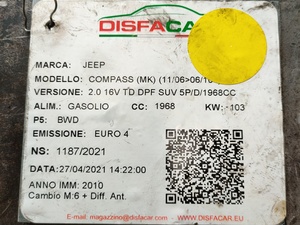 DISFACAR
MARCA: JEEP
MODELLO: COMPASS (MK) (11/06>06/10
VERSIONE: 2.0 16V TD DPF SUV 5P/D/1968CC
ALIM.: GASOLIO CC: 1968 KW: 103
P5: BWD
EMISSIONE: EURO 4
NS: 1187/2021
DATA:27/04/2021 14:22:00
ANNO IMM: 2010
Cambio M:6 + Diff. Ant.
E-mail: magazzino@disfacar.com WWW.DISFACAR.EU